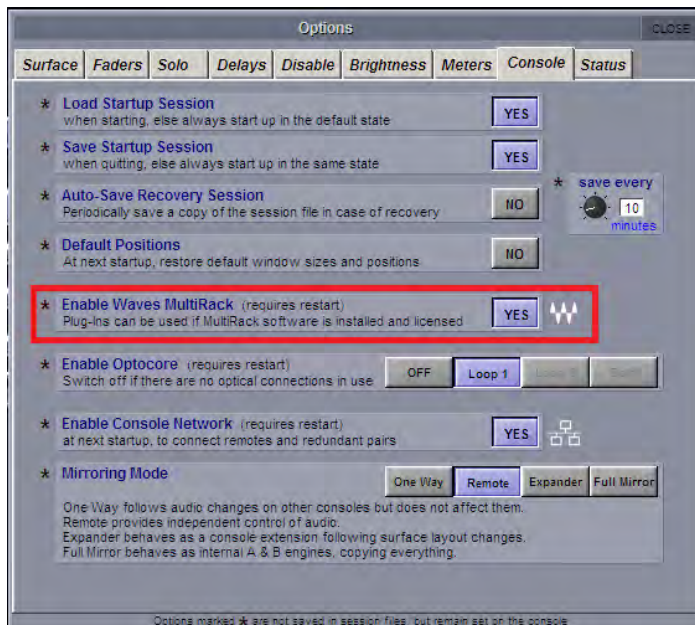 Options
CLOSE
Surface Faders Solo Delays Disable Brightness Meters Console Status
* Load Startup Session
when starting, else always start up in the default state
YES
* Save Startup Session
when quitting, else always start up in the same state
YES
* Auto-Save Recovery Session
Periodically save a copy of the session file in case of recovery
NO
* save every
10
minutes
* Default Positions
At next startup, restore default window sizes and positions
NO
* Enable Waves MultiRack (requires restart)
Plug-Ins can be used if MultiRack software is installed and licensed
YES
* Enable Optocore (requires restart)
Switch off if there are no optical connections in use
OFF Loop 1
* Enable Console Network (requires restart)
at next startup, to connect remotes and redundant pairs
YES
* Mirroring Mode
One Way Remote Expander Full Mirror
One Way follows audio changes on other consoles but does not affect them.
Remote provides independent control of audio.
Expander behaves as a console extension following surface layout changes.
Full Mirror behaves as internal A & B engines, copying everything.
Options marked * are not saved in session files, but remain set on the console